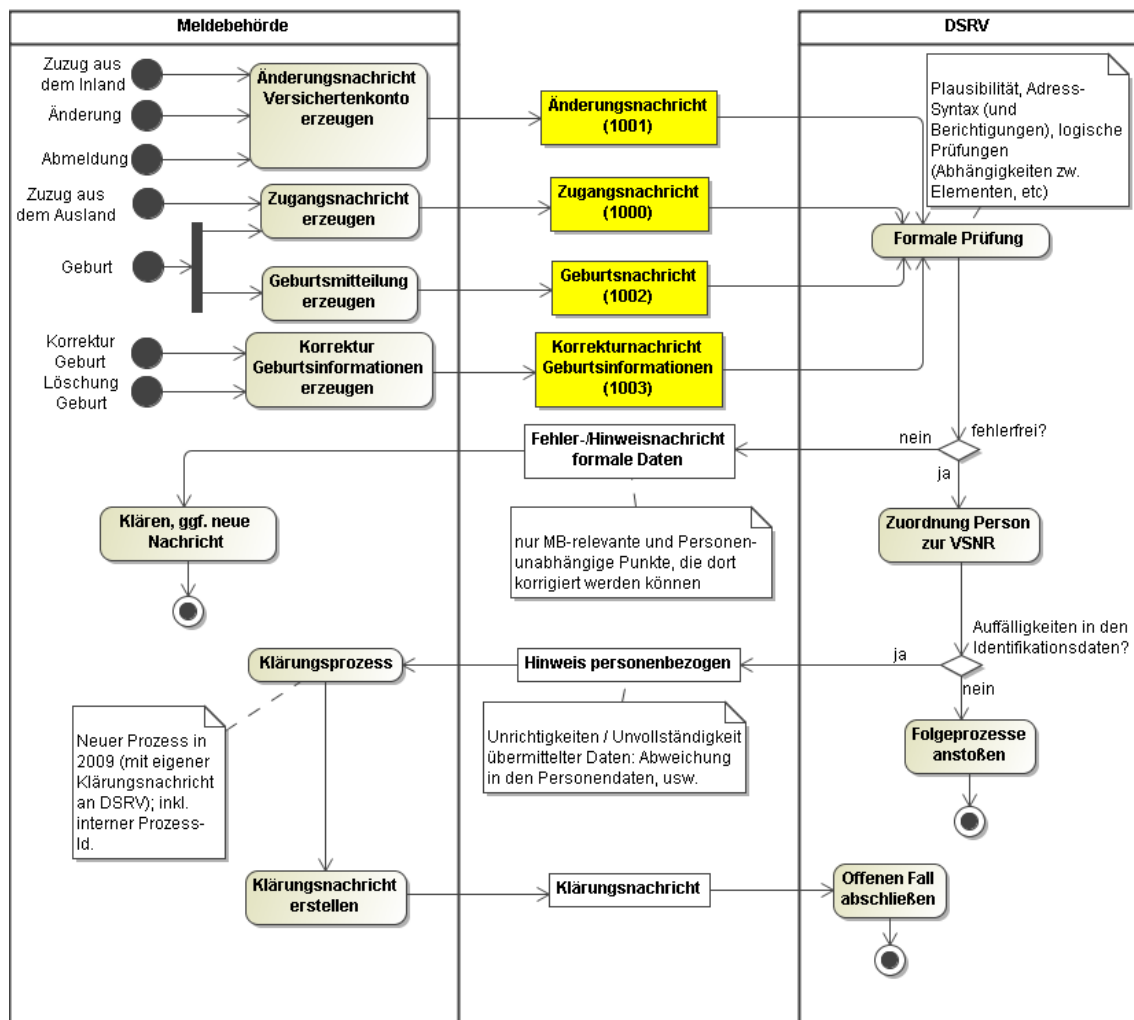 Meldebehörde
DSRV
Zuzug aus
dem Inland
Änderung
Abmeldung
Änderungsnachricht
Versichertenkonto
erzeugen
Änderungsnachricht
(1001)
Plausibilität, Adress-
Syntax (und
Berichtigungen), logische
Prüfungen
(Abhängigkeiten zw.
Elementen, etc)
Zuzug aus
dem Ausland
Zugangsnachricht
erzeugen
Zugangsnachricht
(1000)
Formale Prüfung
Geburt
Geburtsmitteilung
erzeugen
Geburtsnachricht
(1002)
Korrektur
Geburt
Löschung
Geburt
Korrektur
Geburtsinformationen
erzeugen
Korrekturnachricht
Geburtsinformationen
(1003)
fehlerfrei?
nein
ja
Fehler-/Hinweisnachricht
formale Daten
Klären, ggf. neue
Nachricht
nur MB-relevante und Personen-
unabhängige Punkte, die dort
korrigiert werden können
Zuordnung Person
zur VSNR
Auffälligkeiten in den
Identifikationsdaten?
ja
nein
Hinweis personenbezogen
Klärungsprozess
Neuer Prozess in
2009 (mit eigener
Klärungsnachricht
an DSRV); inkl.
interner Prozess-
Id.
Unrichtigkeiten / Unvollständigkeit
übermittelter Daten: Abweichung
in den Personendaten, usw.
Folgeprozesse
anstoßen
Klärungsnachricht
erstellen
Klärungsnachricht
Offenen Fall
abschließen